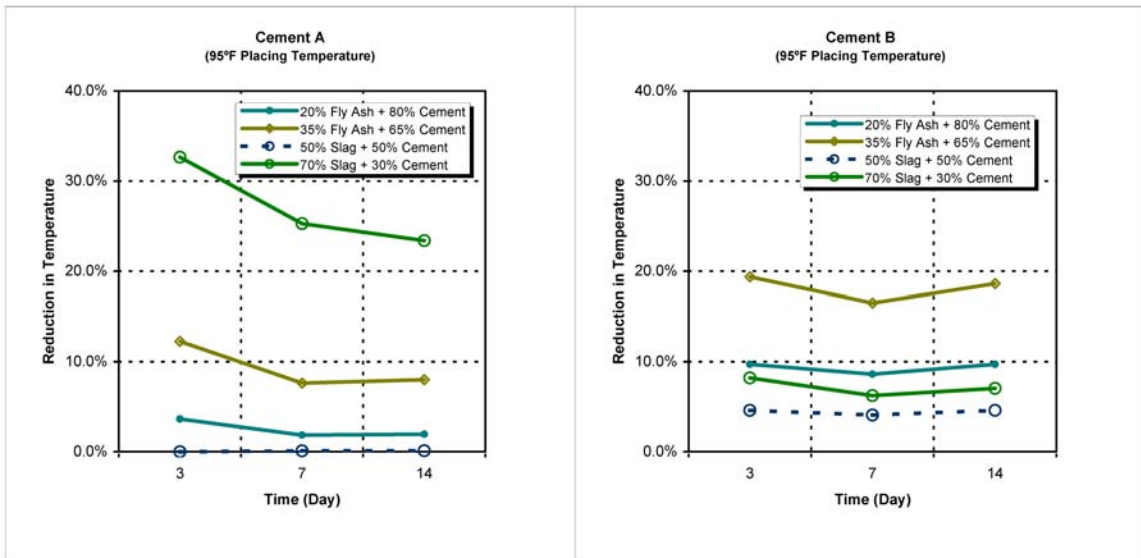 Cement A
(95ºF Placing Temperature)
40.0%
30.0%
20.0%
10.0%
0.0%
Reduction in Temperature
20% Fly Ash + 80% Cement
35% Fly Ash + 65% Cement
50% Slag + 50% Cement
70% Slag + 30% Cement
3
7
14
Time (Day)
Cement B
(95ºF Placing Temperature)
40.0%
30.0%
20.0%
10.0%
0.0%
Reduction in Temperature
20% Fly Ash + 80% Cement
35% Fly Ash + 65% Cement
50% Slag + 50% Cement
70% Slag + 30% Cement
3
7
14
Time (Day)